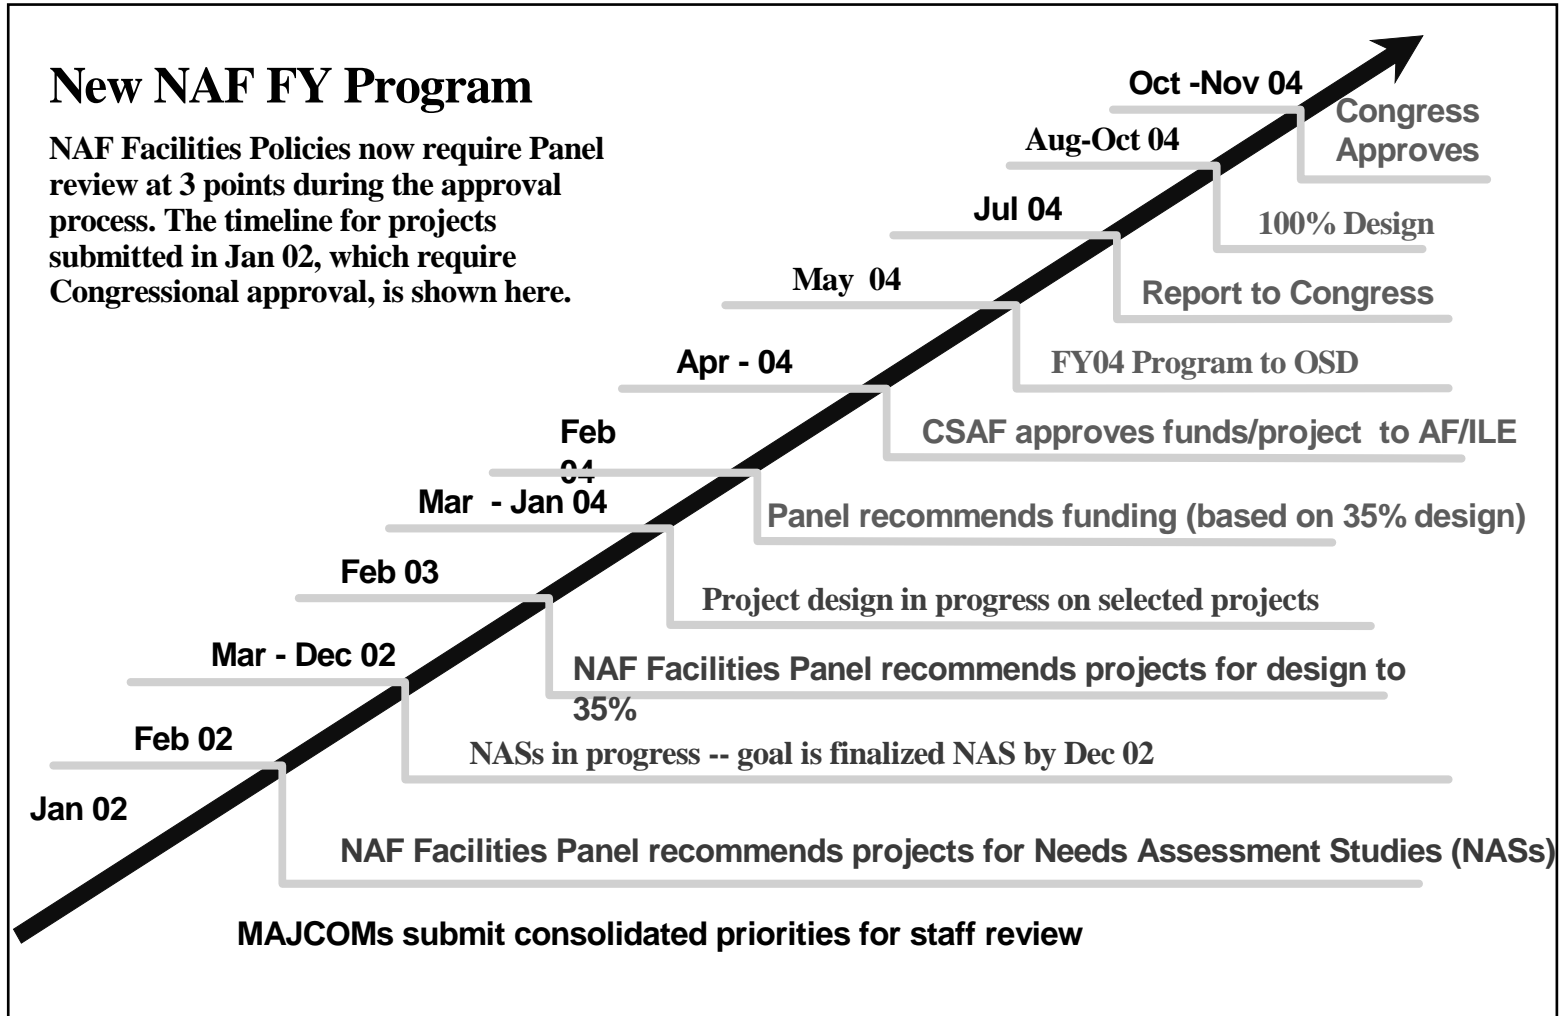 New NAF FY Program
NAF Facilities Policies now require Panel
review at 3 points during the approval
process. The timeline for projects
submitted in Jan 02, which require
Congressional approval, is shown here.
Oct -Nov 04
Congress
Approves
Aug-Oct 04
100% Design
Jul 04
Report to Congress
May 04
FY04 Program to OSD
Apr - 04
CSAF approves funds/project to AF/ILE
Feb
04
Panel recommends funding (based on 35% design)
Mar - Jan 04
Project design in progress on selected projects
Feb 03
NAF Facilities Panel recommends projects for design to
35%
Mar - Dec 02
NASs in progress -- goal is finalized NAS by Dec 02
Feb 02
NAF Facilities Panel recommends projects for Needs Assessment Studies (NASs)
Jan 02
MAJCOMs submit consolidated priorities for staff review